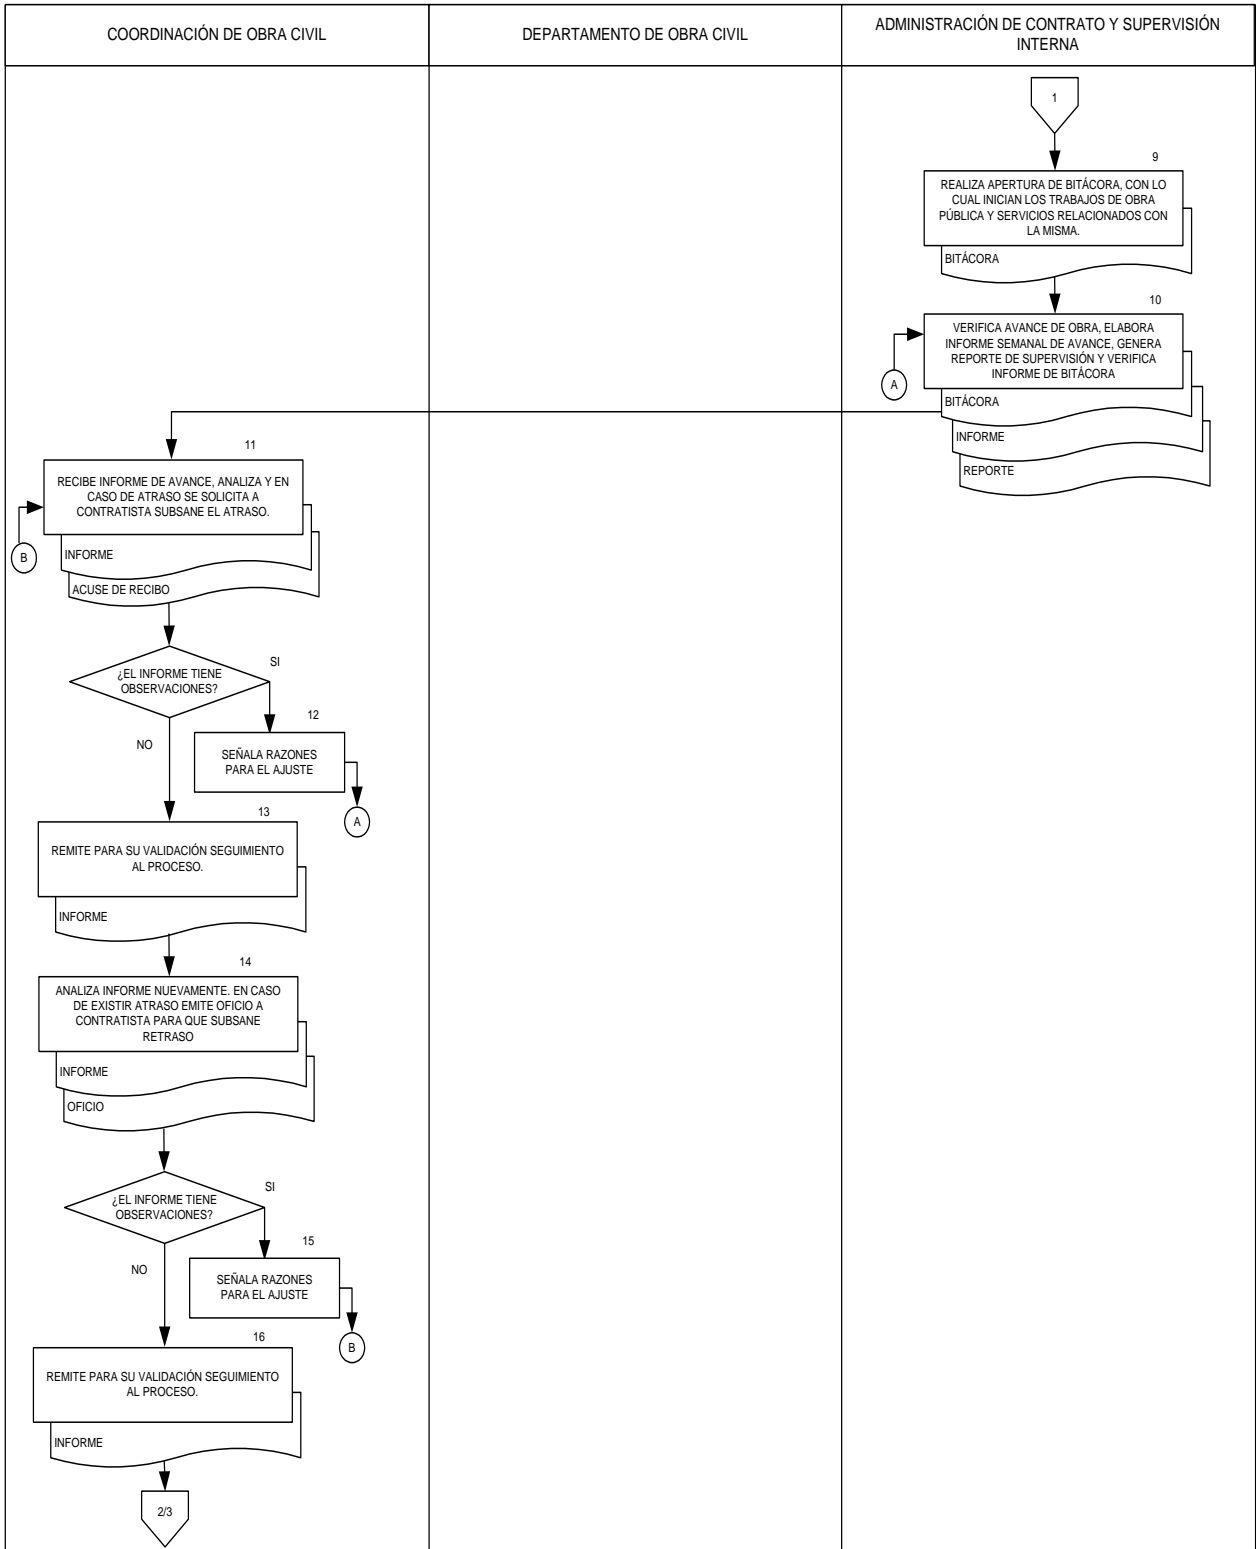 COORDINACIÓN DE OBRA CIVIL
DEPARTAMENTO DE OBRA CIVIL
ADMINISTRACIÓN DE CONTRATO Y SUPERVISIÓN
INTERNA
1
9
REALIZA APERTURA DE BITÁCORA, CON LO
CUAL INICIAN LOS TRABAJOS DE OBRA
PÚBLICA Y SERVICIOS RELACIONADOS CON
LA MISMA.
BITÁCORA
10
VERIFICA AVANCE DE OBRA, ELABORA
INFORME SEMANAL DE AVANCE, GENERA
REPORTE DE SUPERVISIÓN Y VERIFICA
INFORME DE BITÁCORA
A
BITÁCORA
INFORME
REPORTE
11
RECIBE INFORME DE AVANCE, ANALIZA Y EN
CASO DE ATRASO SE SOLICITA A
CONTRATISTA SUBSANE EL ATRASO.
B
INFORME
ACUSE DE RECIBO
¿EL INFORME TIENE
OBSERVACIONES?
SI
NO
12
SEÑALA RAZONES
PARA EL AJUSTE
A
13
REMITE PARA SU VALIDACIÓN SEGUIMIENTO
AL PROCESO.
INFORME
14
ANALIZA INFORME NUEVAMENTE. EN CASO
DE EXISTIR ATRASO EMITE OFICIO A
CONTRATISTA PARA QUE SUBSANE
RETRASO
INFORME
OFICIO
¿EL INFORME TIENE
OBSERVACIONES?
SI
NO
15
SEÑALA RAZONES
PARA EL AJUSTE
B
16
REMITE PARA SU VALIDACIÓN SEGUIMIENTO
AL PROCESO.
INFORME
2/3